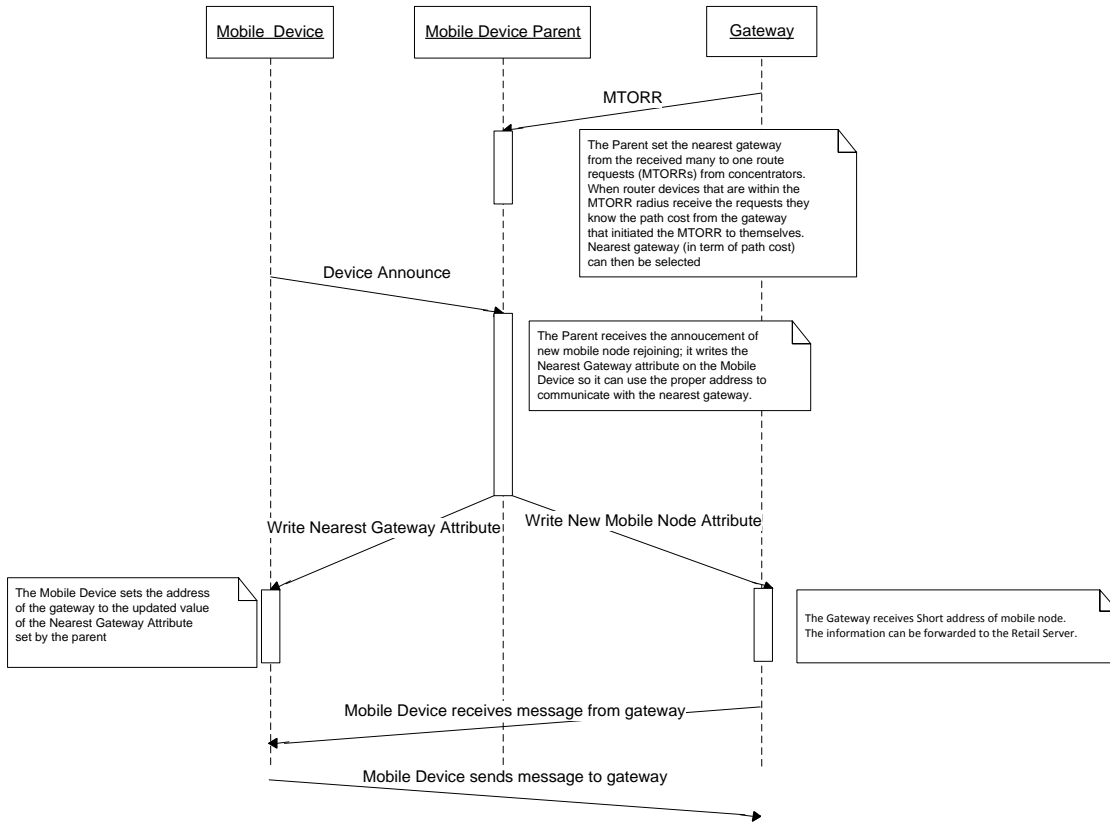 Mobile Device
Mobile Device Parent
Gateway
MTORR
The Parent set the nearest gateway
from the received many to one route
requests (MTORRs) from concentrators.
When router devices that are within the
MTORR radius receive the requests they
know the path cost from the gateway
that initiated the MTORR to themselves.
Nearest gateway (in term of path cost)
can then be selected
Device Announce
The Parent receives the annoucement of
new mobile node rejoining; it writes the
Nearest Gateway attribute on the Mobile
Device so it can use the proper address to
communicate with the nearest gateway.
Write Nearest Gateway Attribute
Write New Mobile Node Attribute
The Mobile Device sets the address
of the gateway to the updated value
of the Nearest Gateway Attribute
set by the parent
The Gateway receives Short address of mobile node.
The information can be forwarded to the Retail Server.
Mobile Device receives message from gateway
Mobile Device sends message to gateway